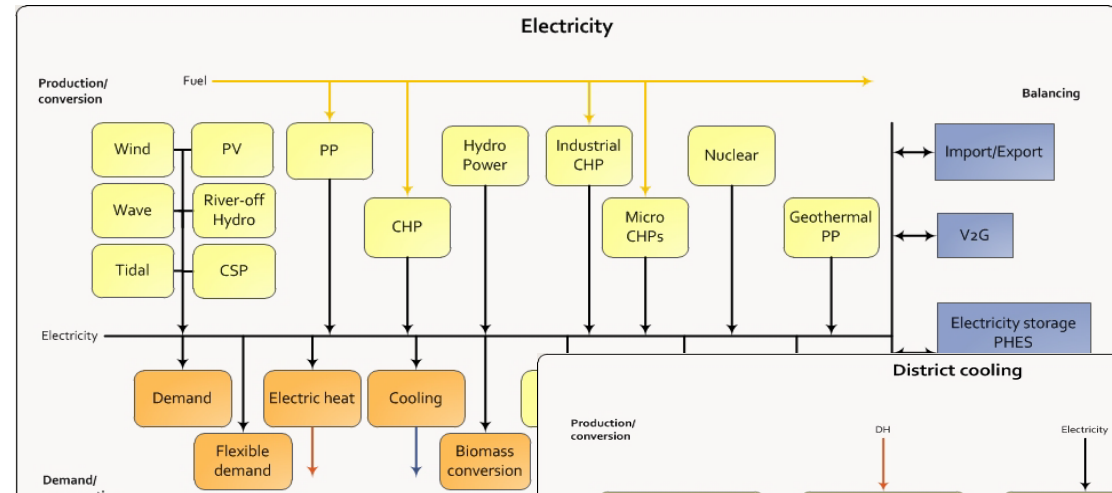 Electricity
Production/
conversion
Fuel
Balancing
Wind
PV
PP
Hydro
Power
Industrial
CHP
Nuclear
Import/Export
Wave
River-off
Hydro
CHP
Micro
CHPs
Geothermal
PP
V2G
Tidal
CSP
Electricity
Electricity storage
PHES
Demand
Electric heat
Cooling
Flexible
demand
Biomass
conversion
Demand/
District cooling
Production/
conversion
DH
Electricity